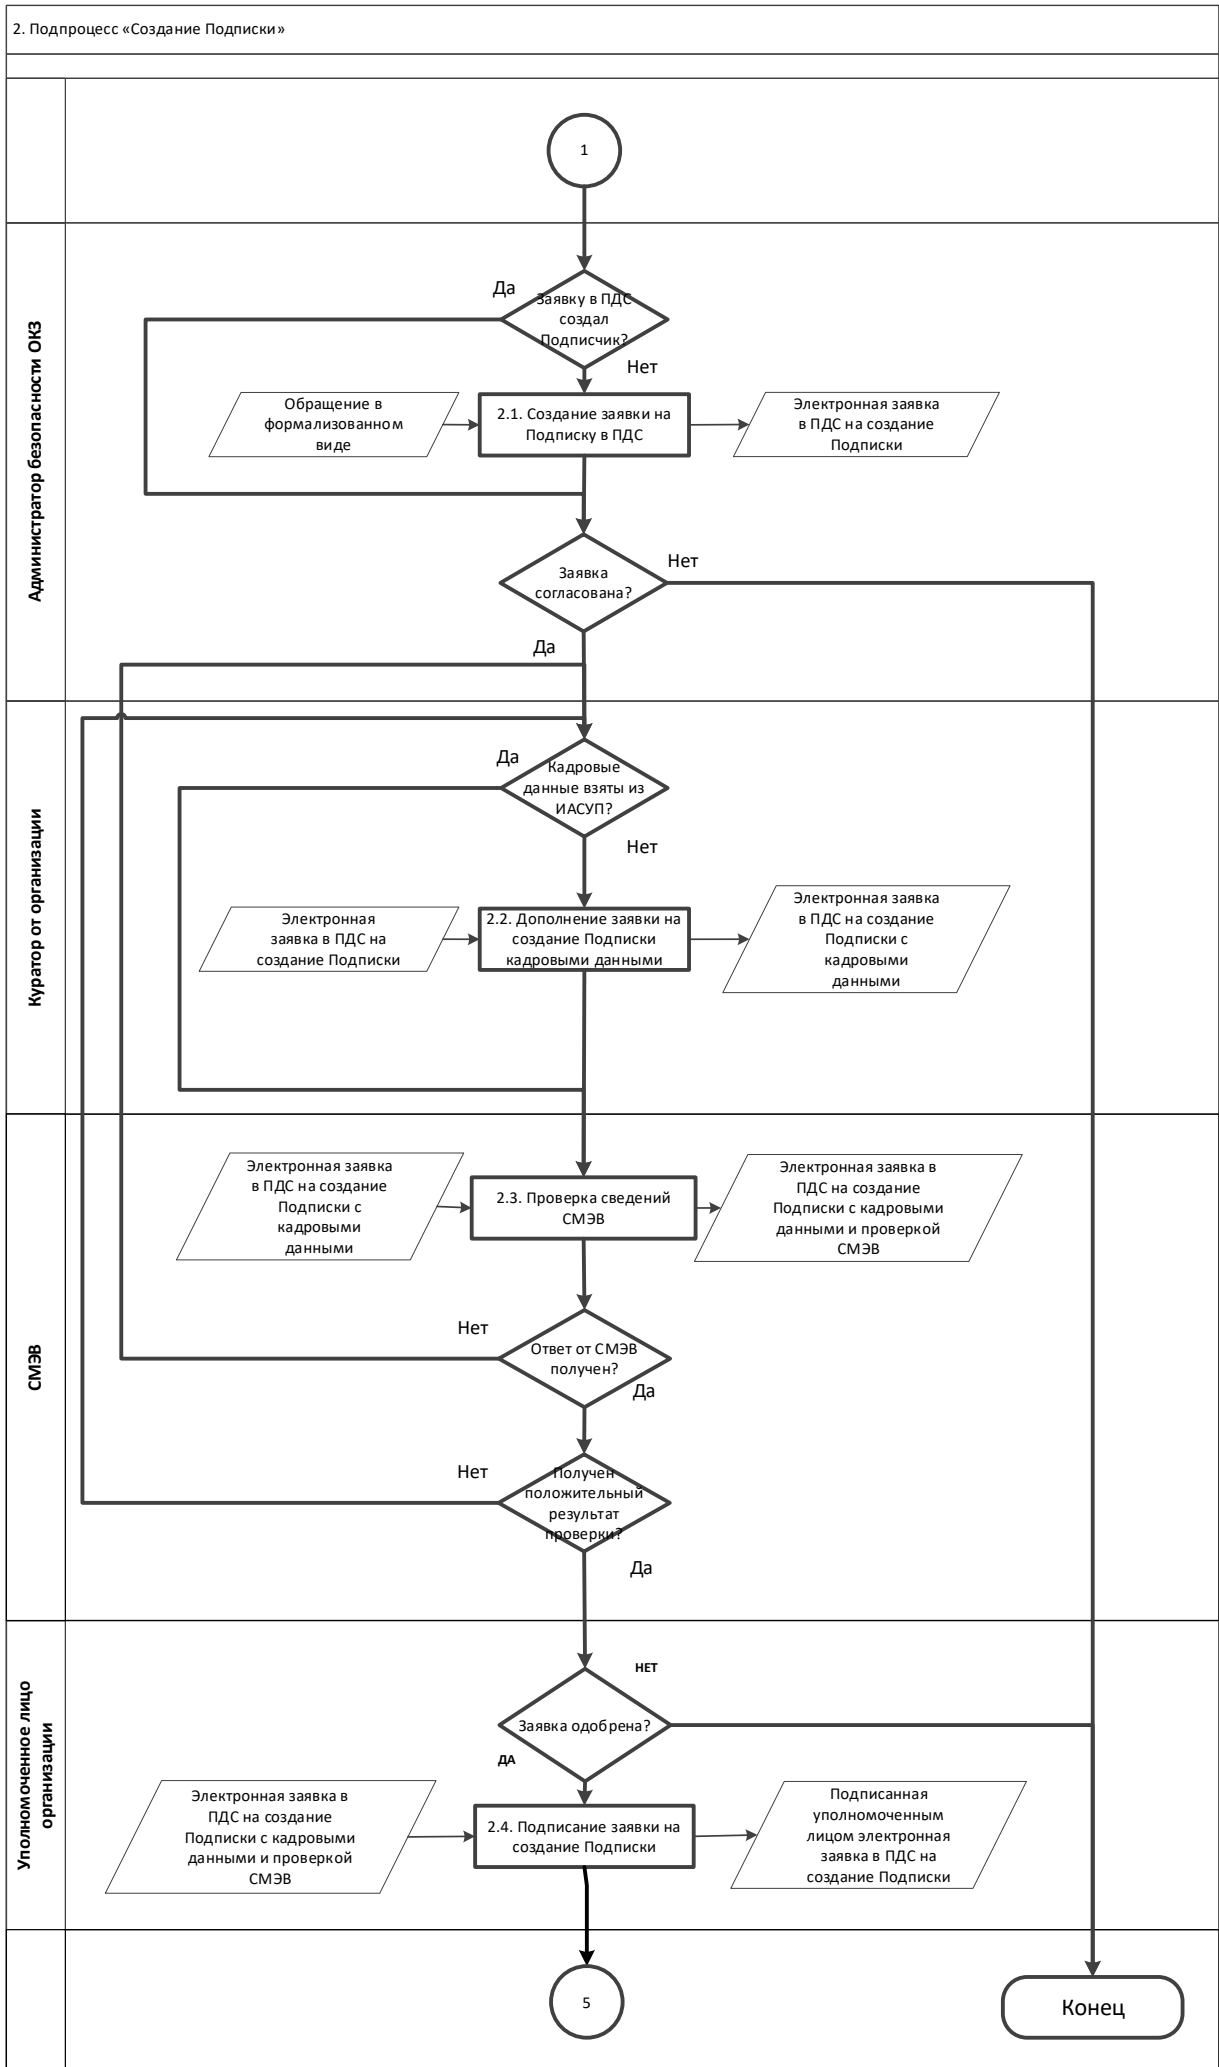 2. Подпроцесс «Создание Подписки»
1
Администратор безопасности ОКЗ
Да
Заявку в ПДС
создал
Подписчик?
Нет
Обращение в
формализованном
виде
2.1. Создание заявки на
Подписку в ПДС
Электронная заявка
в ПДС на создание
Подписки
Заявка
согласована?
Нет
Да
Куратор от организации
Да
Кадровые
данные взяты из
ИАСУП?
Нет
Электронная
заявка в ПДС на
создание Подписки
2.2. Дополнение заявки на
создание Подписки
кадровыми данными
Электронная заявка
в ПДС на создание
Подписки с
кадровыми
данными
СМЭВ
Электронная заявка
в ПДС на создание
Подписки с
кадровыми
данными
2.3. Проверка сведений
СМЭВ
Электронная заявка в
ПДС на создание
Подписки с кадровыми
данными и проверкой
СМЭВ
Нет
Ответ от СМЭВ
получен?
Да
Нет
Получен
положительный
результат
проверки?
Да
Уполномоченное лицо
организации
НЕТ
Заявка одобрена?
ДА
Электронная заявка в
ПДС на создание
Подписки с кадровыми
данными и проверкой
СМЭВ
2.4. Подписание заявки на
создание Подписки
Подписанная
уполномоченным
лицом электронная
заявка в ПДС на
создание Подписки
5
Конец